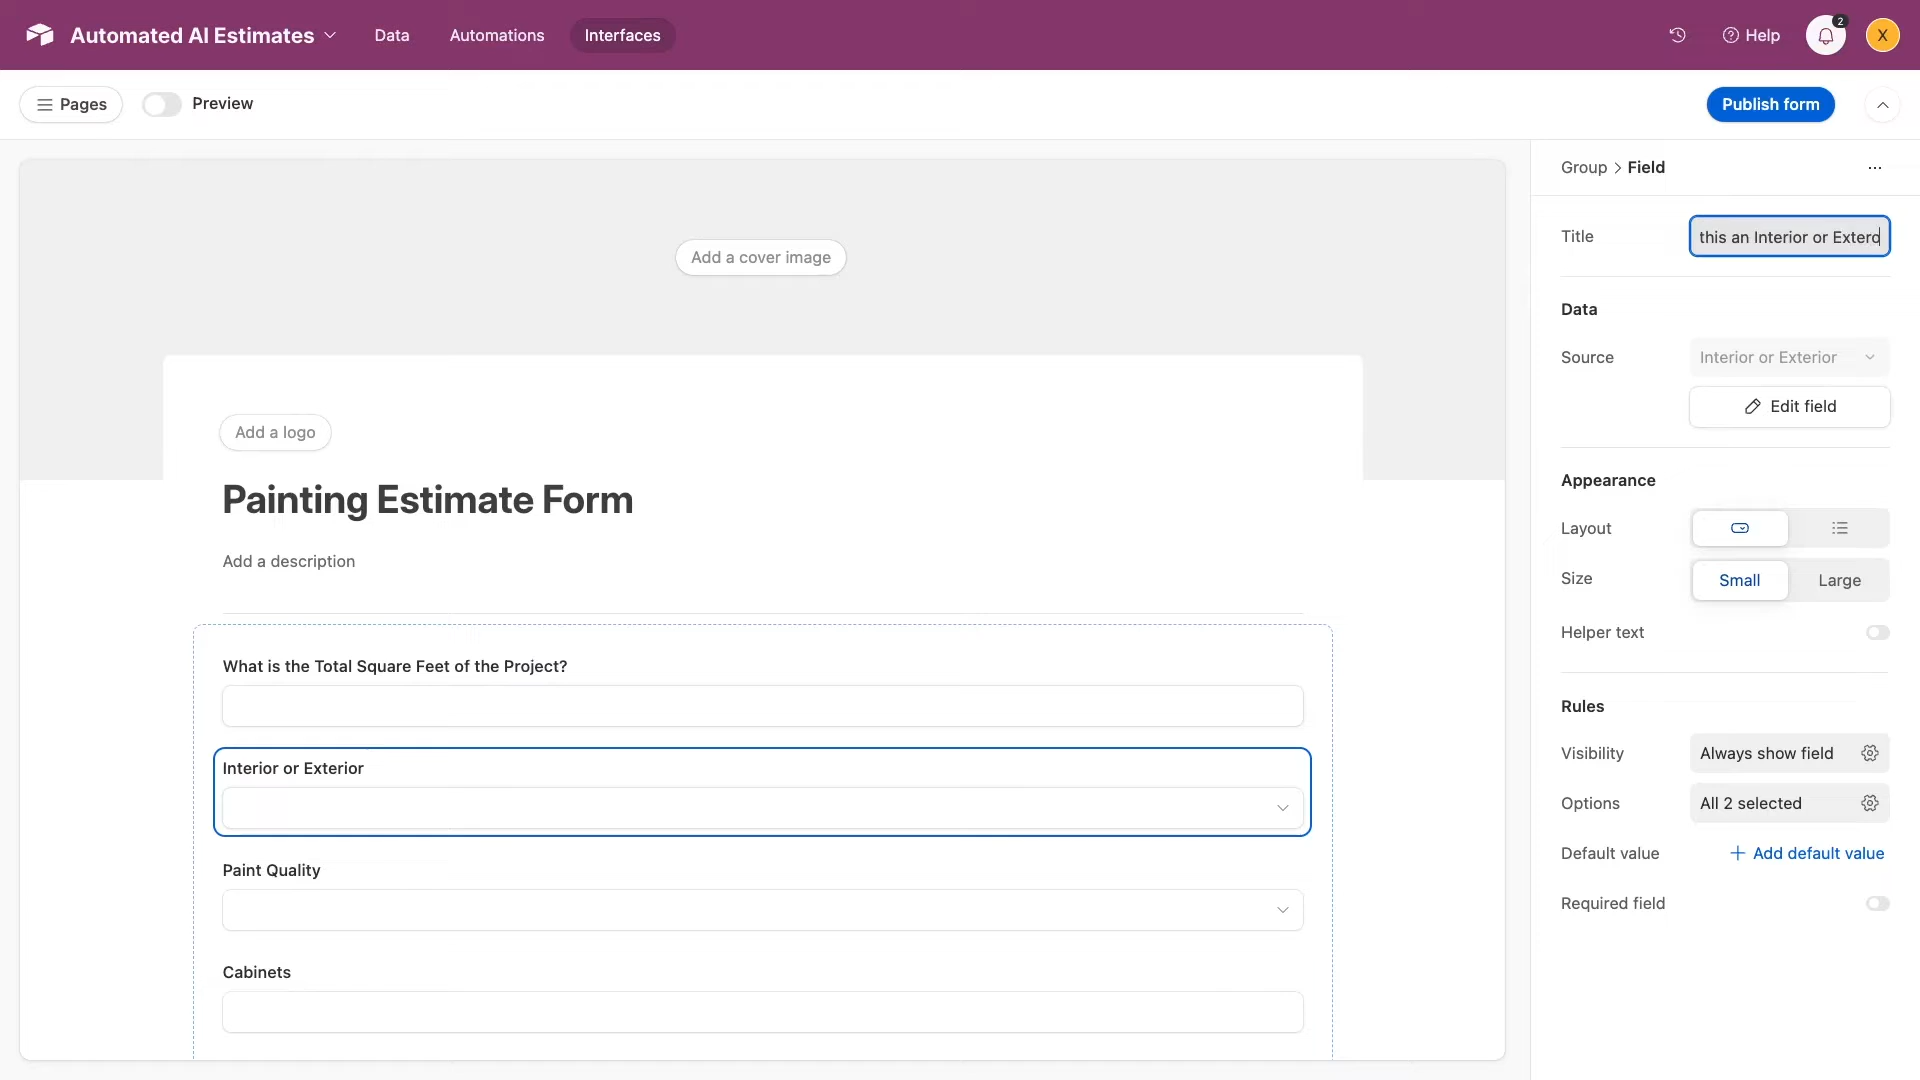 Automated AI Estimates
Data
Automations
Interfaces
Help
2
X
Pages
Preview
Publish form
Group > Field
Title
this an Interior or Extero
Add a cover image
Data
Source
Interior or Exterior
Edit field
Add a logo
Appearance
Painting Estimate Form
Layout
Add a description
Size
Small
Large
Helper text
What is the Total Square Feet of the Project?
Rules
Interior or Exterior
Visibility
Always show field
Options
All 2 selected
Paint Quality
Default value
+ Add default value
Required field
Cabinets